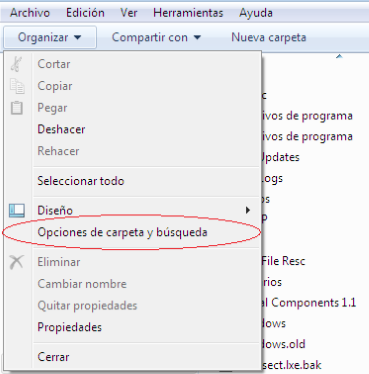 Archivo Edición Ver Herramientas Ayuda
Organizar Compartir con Nueva carpeta
Cortar
Copiar
Pegar
Deshacer
Rehacer
Seleccionar todo
Diseño
Opciones de carpeta y búsqueda
Eliminar
Cambiar nombre
Quitar propiedades
Propiedades
Cerrar
c
ivos de programa
ivos de programa
Updates
Logs
os
P
File Resc
rios
al Components 1.1
dows
dows.old
sect.lxe.bak